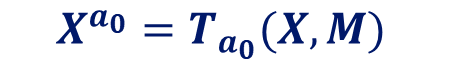 $X^{a_0} = T_{a_0}(X, M)$